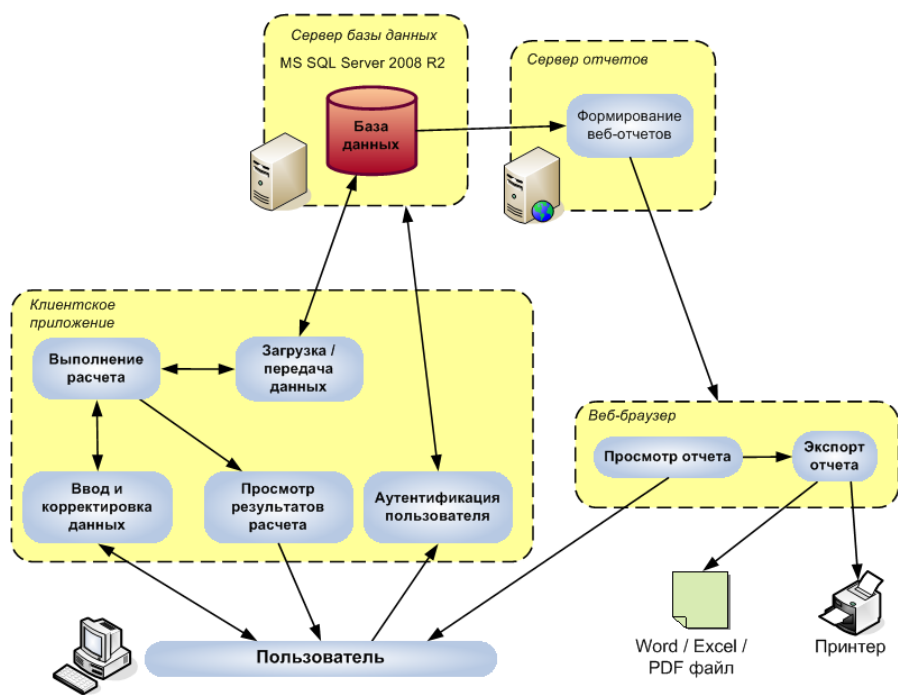 Сервер базы данных
MS SQL Server 2008 R2
База
данных
Сервер отчетов
Формирование
веб-отчетов
Клиентское
приложение
Выполнение
расчета
Загрузка /
передача
данных
Ввод и
корректировка
данных
Просмотр
результатов
расчета
Аутентификация
пользователя
Веб-браузер
Просмотр отчета
Экспорт
отчета
Пользователь
Word / Excel /
PDF файл
Принтер